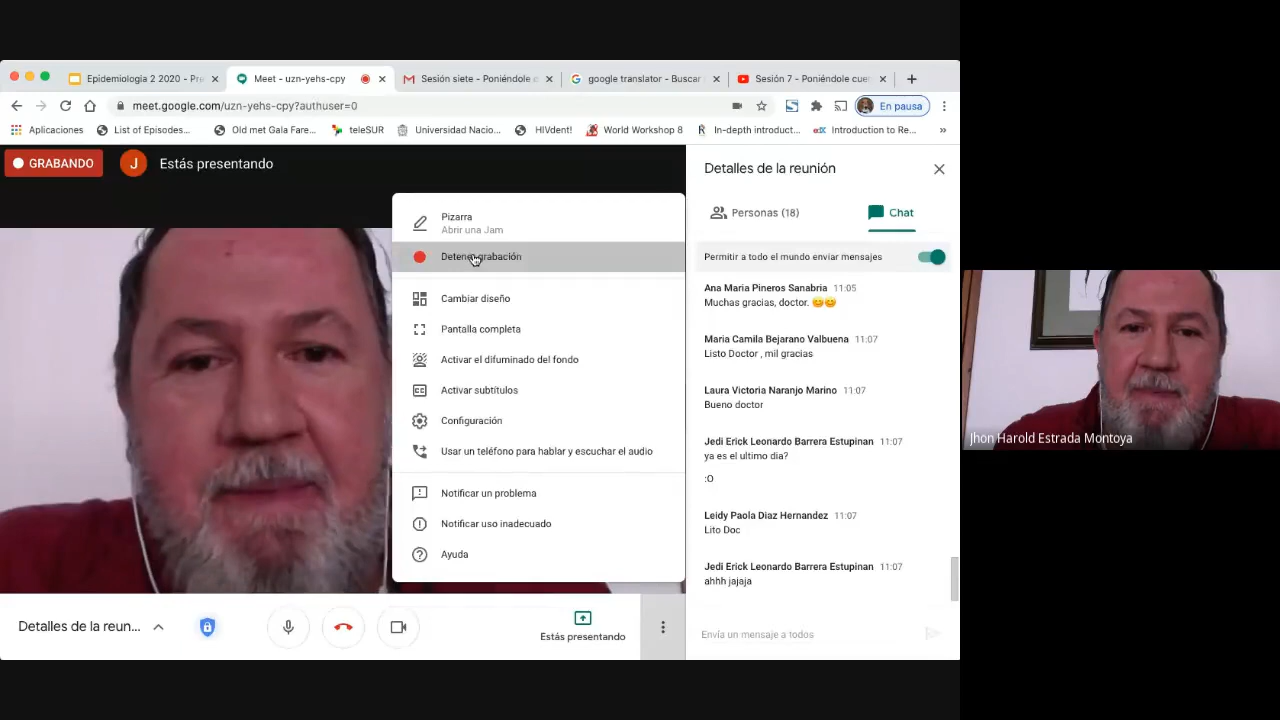 Epidemiología 2 2020 - Pre
Meet - uzn-yehs-cpy
Sesión siete - Poniéndole c
google translator - Buscar
Sesión 7 - Poniéndole cue
meet.google.com/uzn-yehs-cpy?authuser=0
En pausa
Aplicaciones
List of Episodes...
Old met Gala Fare...
teleSUR
Universidad Nacio...
HIVdent!
World Workshop 8
In-depth introduct...
Introduction to Re...
GRABANDO
J
Estás presentando
Pizarra
Abrir una Jam
Detener grabación
Cambiar diseño
Pantalla completa
Activar el difuminado del fondo
Activar subtítulos
Configuración
Usar un teléfono para hablar y escuchar el audio
Notificar un problema
Notificar uso inadecuado
Ayuda
Detalles de la reun...
Estás presentando
Detalles de la reunión
Personas (18)
Chat
Permitir a todo el mundo enviar mensajes
Ana Maria Pineros Sanabria 11:05
Muchas gracias, doctor. 😊😊
Maria Camila Bejarano Valbuena 11:07
Listo Doctor , mil gracias
Laura Victoria Naranjo Marino 11:07
Bueno doctor
Jedi Erick Leonardo Barrera Estupinan 11:07
ya es el ultimo dia?
:O
Leidy Paola Diaz Hernandez 11:07
Lito Doc
Jedi Erick Leonardo Barrera Estupinan 11:07
ahhh jajaja
Envía un mensaje a todos
Jhon Harold Estrada Montoya